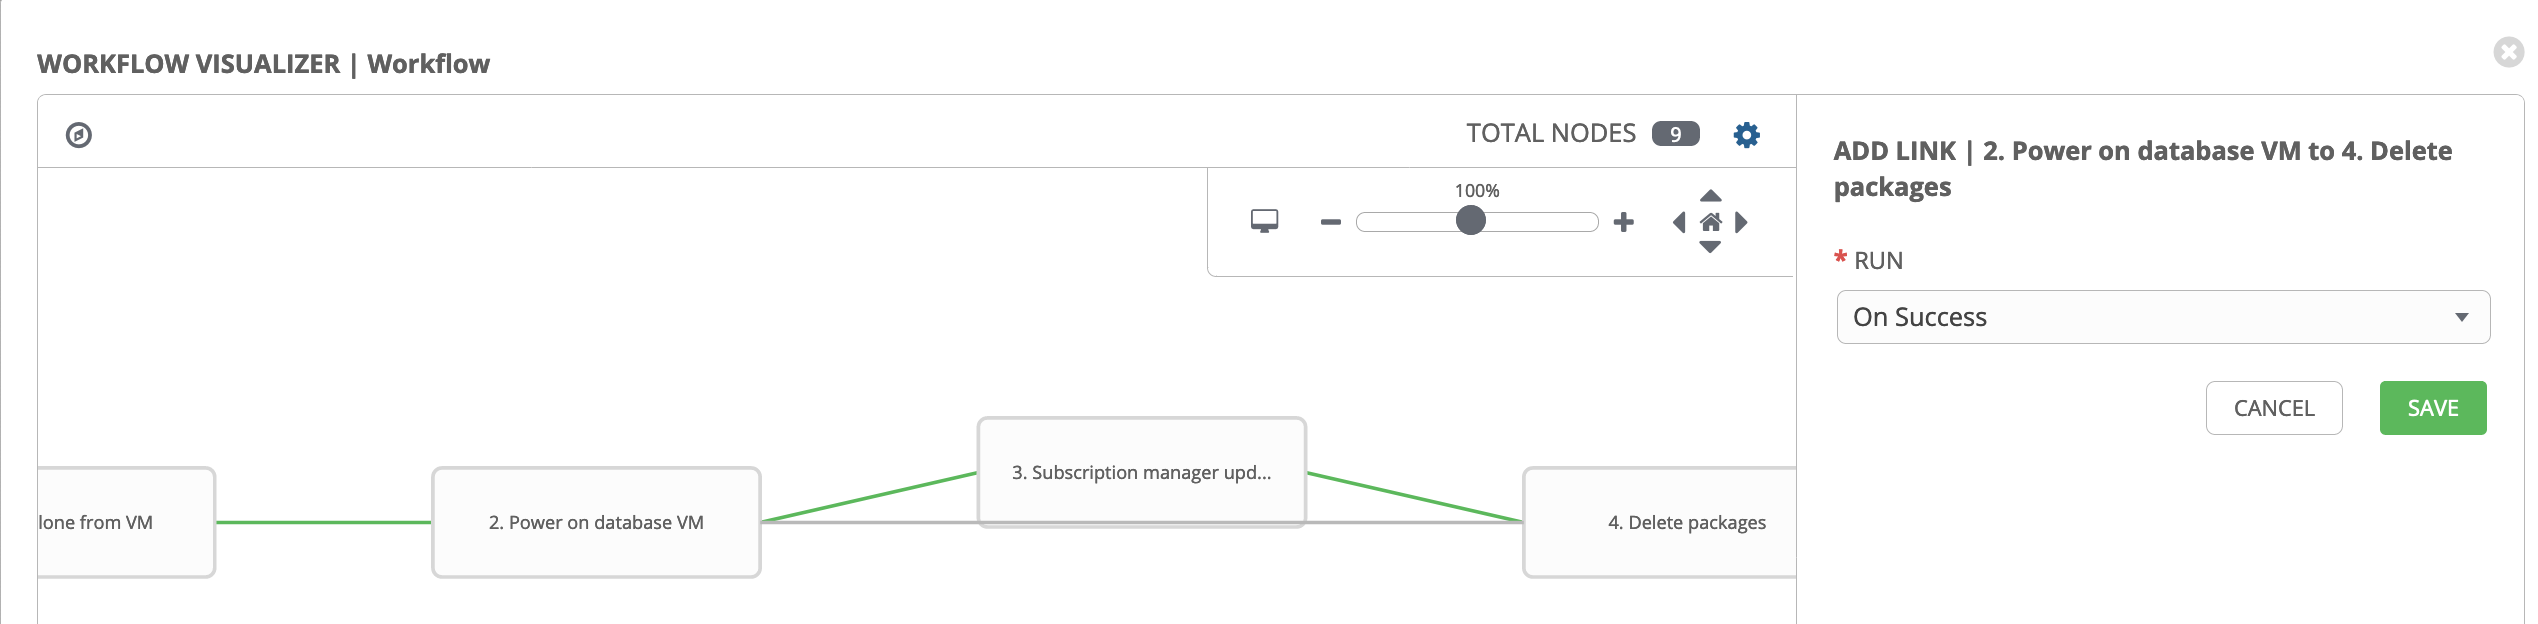 WORKFLOW VISUALIZER | Workflow
TOTAL NODES 9
100%
ADD LINK | 2. Power on database VM to 4. Delete
packages
* RUN
On Success
CANCEL SAVE
3. Subscription manager upd...
lone from VM
2. Power on database VM
4. Delete packages